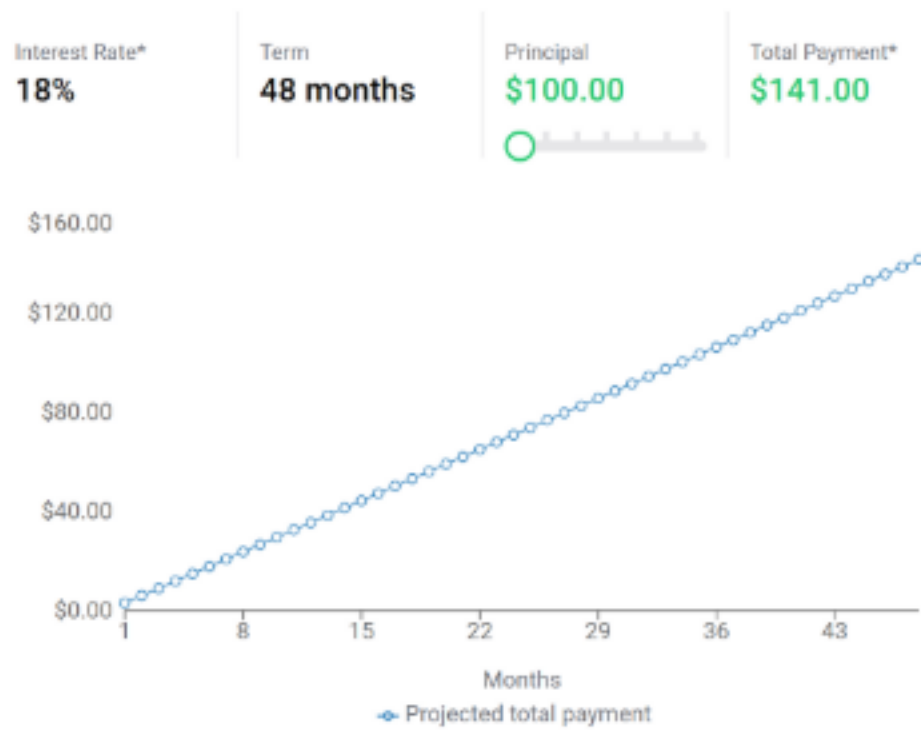 Interest Rate* Term Principal Total Payment*
18% 48 months $100.00 $141.00
$160.00
$120.00
$80.00
$40.00
$0.00
1 8 15 22 29 36 43
Months
Projected total payment